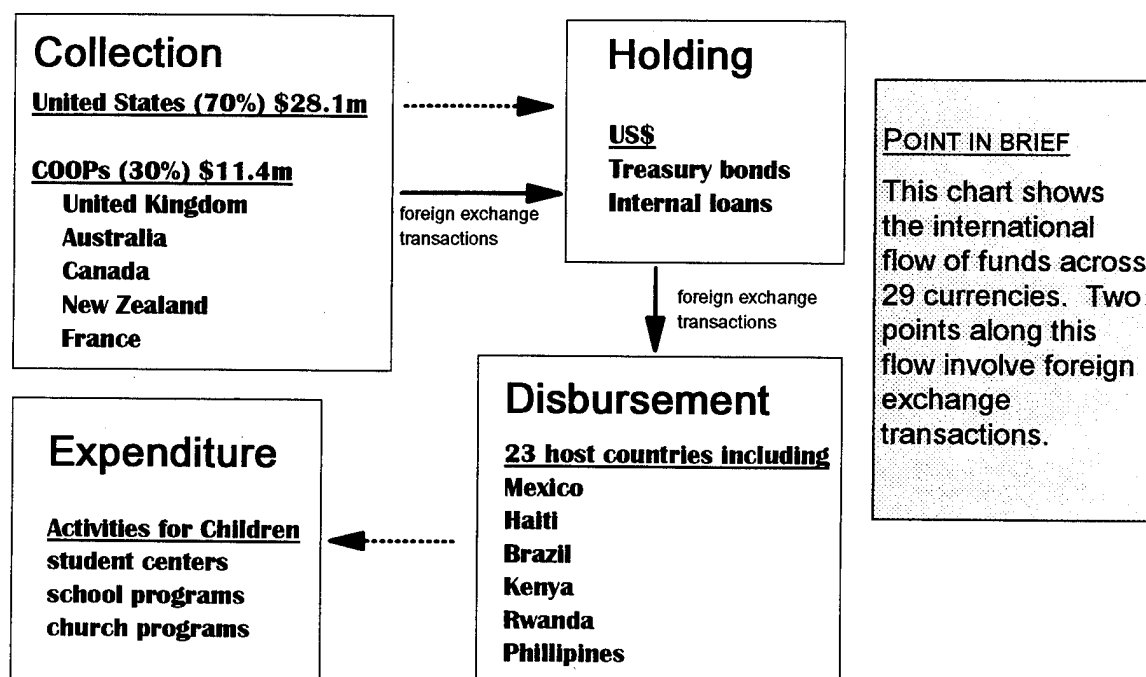 Collection
United States (70%) $28.1m
COOPs (30%) $11.4m
United Kingdom
Australia
Canada
New Zealand
France
foreign exchange
transactions
Holding
US$
Treasury bonds
Internal loans
foreign exchange
transactions
Disbursement
23 host countries including
Mexico
Haiti
Brazil
Kenya
Rwanda
Phillipines
Expenditure
Activities for Children
student centers
school programs
church programs
POINT IN BRIEF
This chart shows
the international
flow of funds across
29 currencies. Two
points along this
flow involve foreign
exchange
transactions.